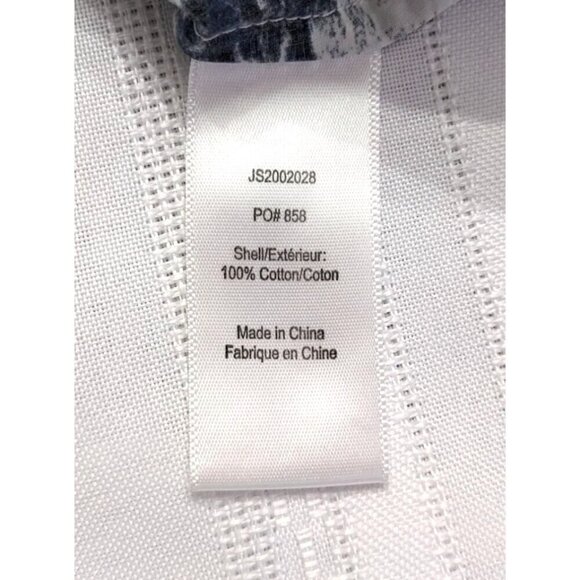 JS2002028
PO# 858
Shell/Extérieur:
100% Cotton/Coton
Made in China
Fabrique en Chine